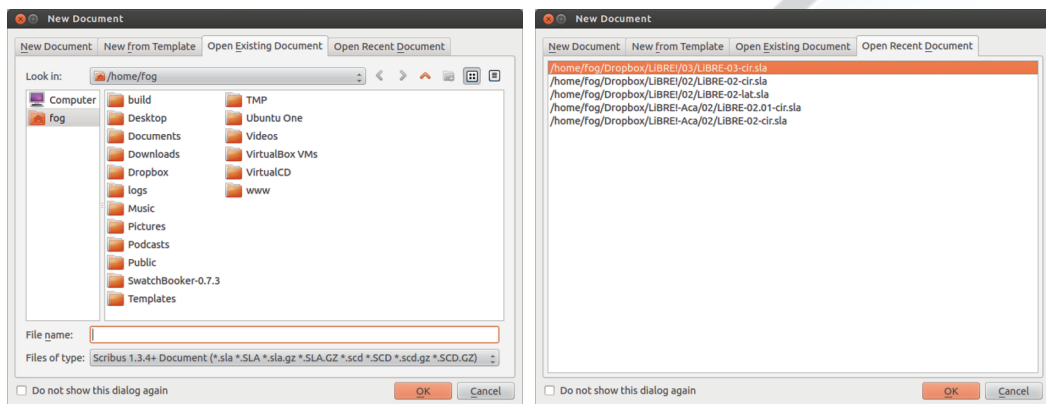 New Document
New Document New from Template Open Existing Document Open Recent Document
Look in: /home/fog
Computer
fog
build
Desktop
Documents
Downloads
Dropbox
logs
Music
Pictures
Podcasts
Public
SwatchBooker-0.7.3
Templates
TMP
Ubuntu One
Videos
VirtualBox VMs
VirtualCD
www
File name:
Files of type: Scribus 1.3.4+ Document (*.sla *.SLA *.sla.gz *.SLA.GZ *.scd *.SCD *.scd.gz *.SCD.GZ)
Do not show this dialog again OK Cancel
New Document
New Document New from Template Open Existing Document Open Recent Document
/home/fog/Dropbox/LiBRE!/03/LiBRE-03-cir.sla
/home/fog/Dropbox/LiBRE!/02/LiBRE-02-cir.sla
/home/fog/Dropbox/LiBRE!/02/LiBRE-02-lat.sla
/home/fog/Dropbox/LiBRE!-Aca/02/LiBRE-02.01-cir.sla
/home/fog/Dropbox/LiBRE!-Aca/02/LiBRE-02-cir.sla
Do not show this dialog again OK Cancel